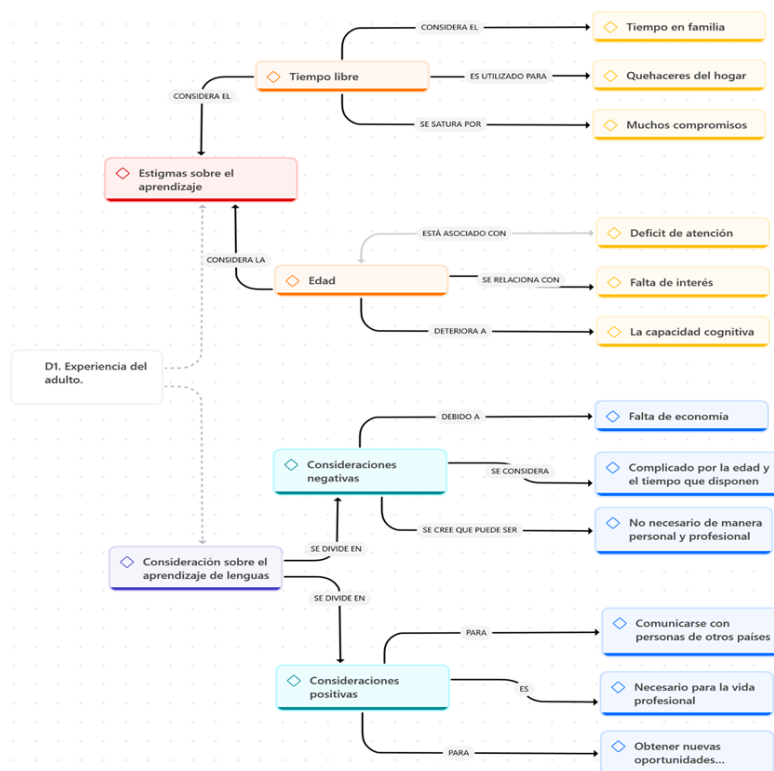 CONSIDERA EL
Tiempo en familia
Tiempo libre
ES UTILIZADO PARA
Quehaceres del hogar
CONSIDERA EL
SE SATURA POR
Muchos compromisos
Estigmas sobre el
aprendizaje
ESTÁ ASOCIADO CON
Deficit de atención
CONSIDERA LA
Edad
SE RELACIONA CON
Falta de interés
DETERIORA A
La capacidad cognitiva
D1. Experiencia del
adulto.
DEBIDO A
Falta de economía
Consideraciones
negativas
SE CONSIDERA
Complicado por la edad y
el tiempo que disponen
SE CREE QUE PUEDE SER
No necesario de manera
personal y profesional
SE DIVIDE EN
Consideración sobre el
aprendizaje de lenguas
SE DIVIDE EN
PARA
Comunicarse con
personas de otros países
Consideraciones
positivas
ES
Necesario para la vida
profesional
PARA
Obtener nuevas
oportunidades...